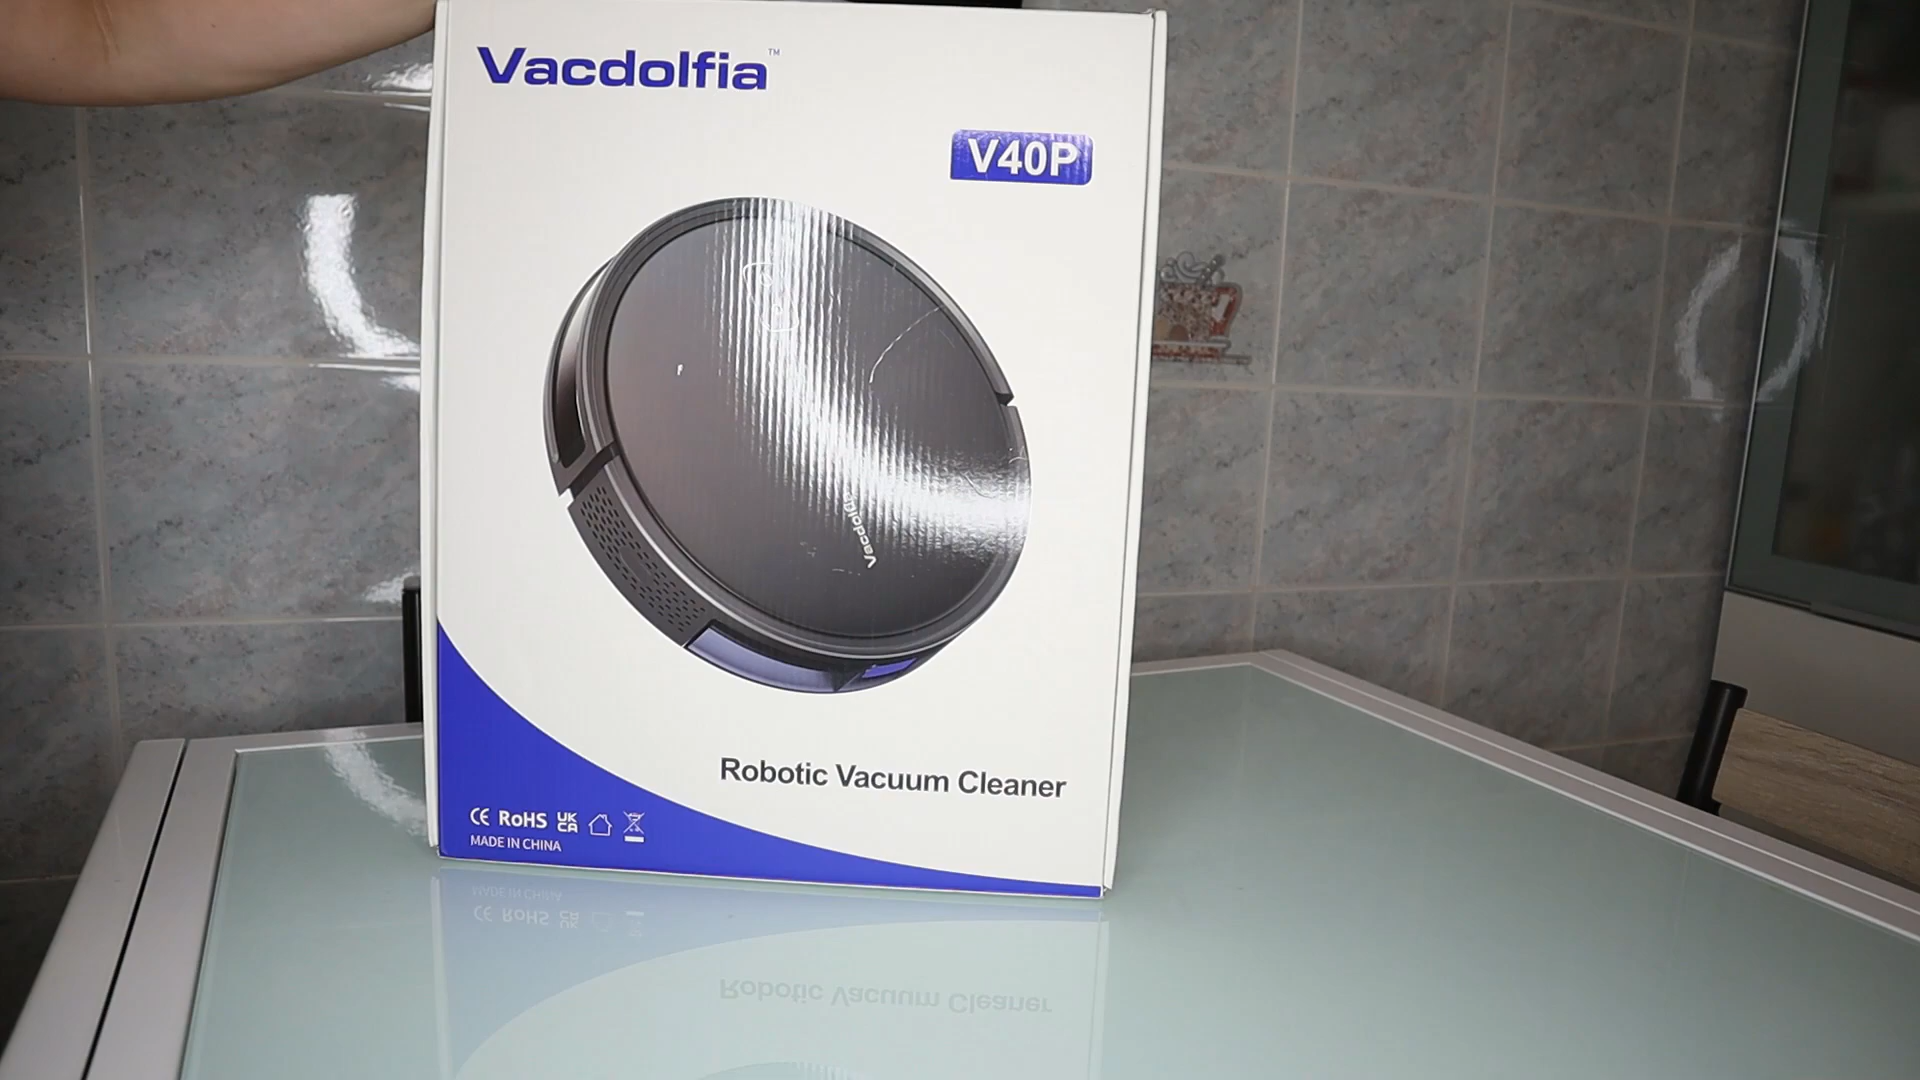 Vacdolfia™
V40P
Vacdolfia
Robotic Vacuum Cleaner
CE RoHS UK CA
MADE IN CHINA